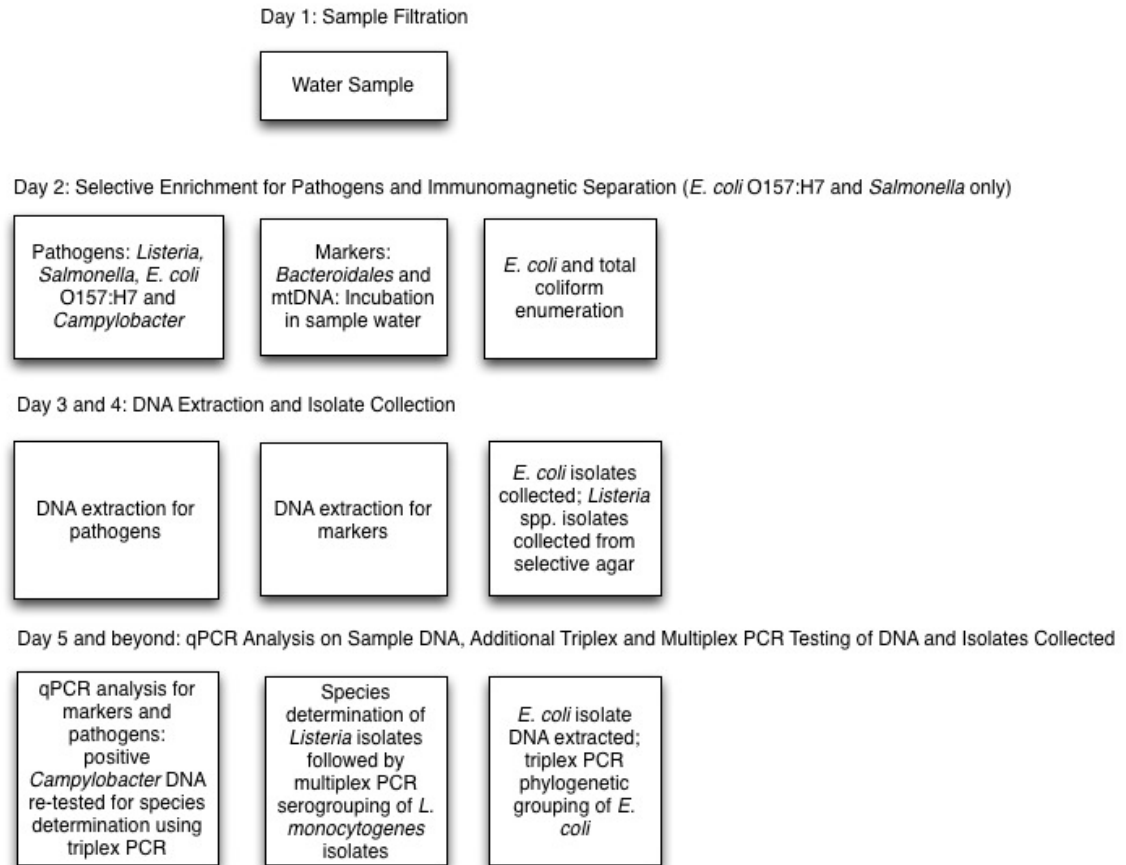 Day 1: Sample Filtration
Water Sample
Day 2: Selective Enrichment for Pathogens and Immunomagnetic Separation (E. coli O157:H7 and Salmonella only)
Pathogens: Listeria,
Salmonella, E. coli
O157:H7 and
Campylobacter
Markers:
Bacteroidales and
mtDNA: Incubation
in sample water
E. coli and total
coliform
enumeration
Day 3 and 4: DNA Extraction and Isolate Collection
DNA extraction for
pathogens
DNA extraction for
markers
E. coli isolates
collected; Listeria
spp. isolates
collected from
selective agar
Day 5 and beyond: qPCR Analysis on Sample DNA, Additional Triplex and Multiplex PCR Testing of DNA and Isolates Collected
qPCR analysis for
markers and
pathogens:
positive
Campylobacter DNA
re-tested for species
determination using
triplex PCR
Species
determination of
Listeria isolates
followed by
multiplex PCR
serogrouping of L.
monocytogenes
isolates
E. coli isolate
DNA extracted;
triplex PCR
phylogenetic
grouping of E.
coli